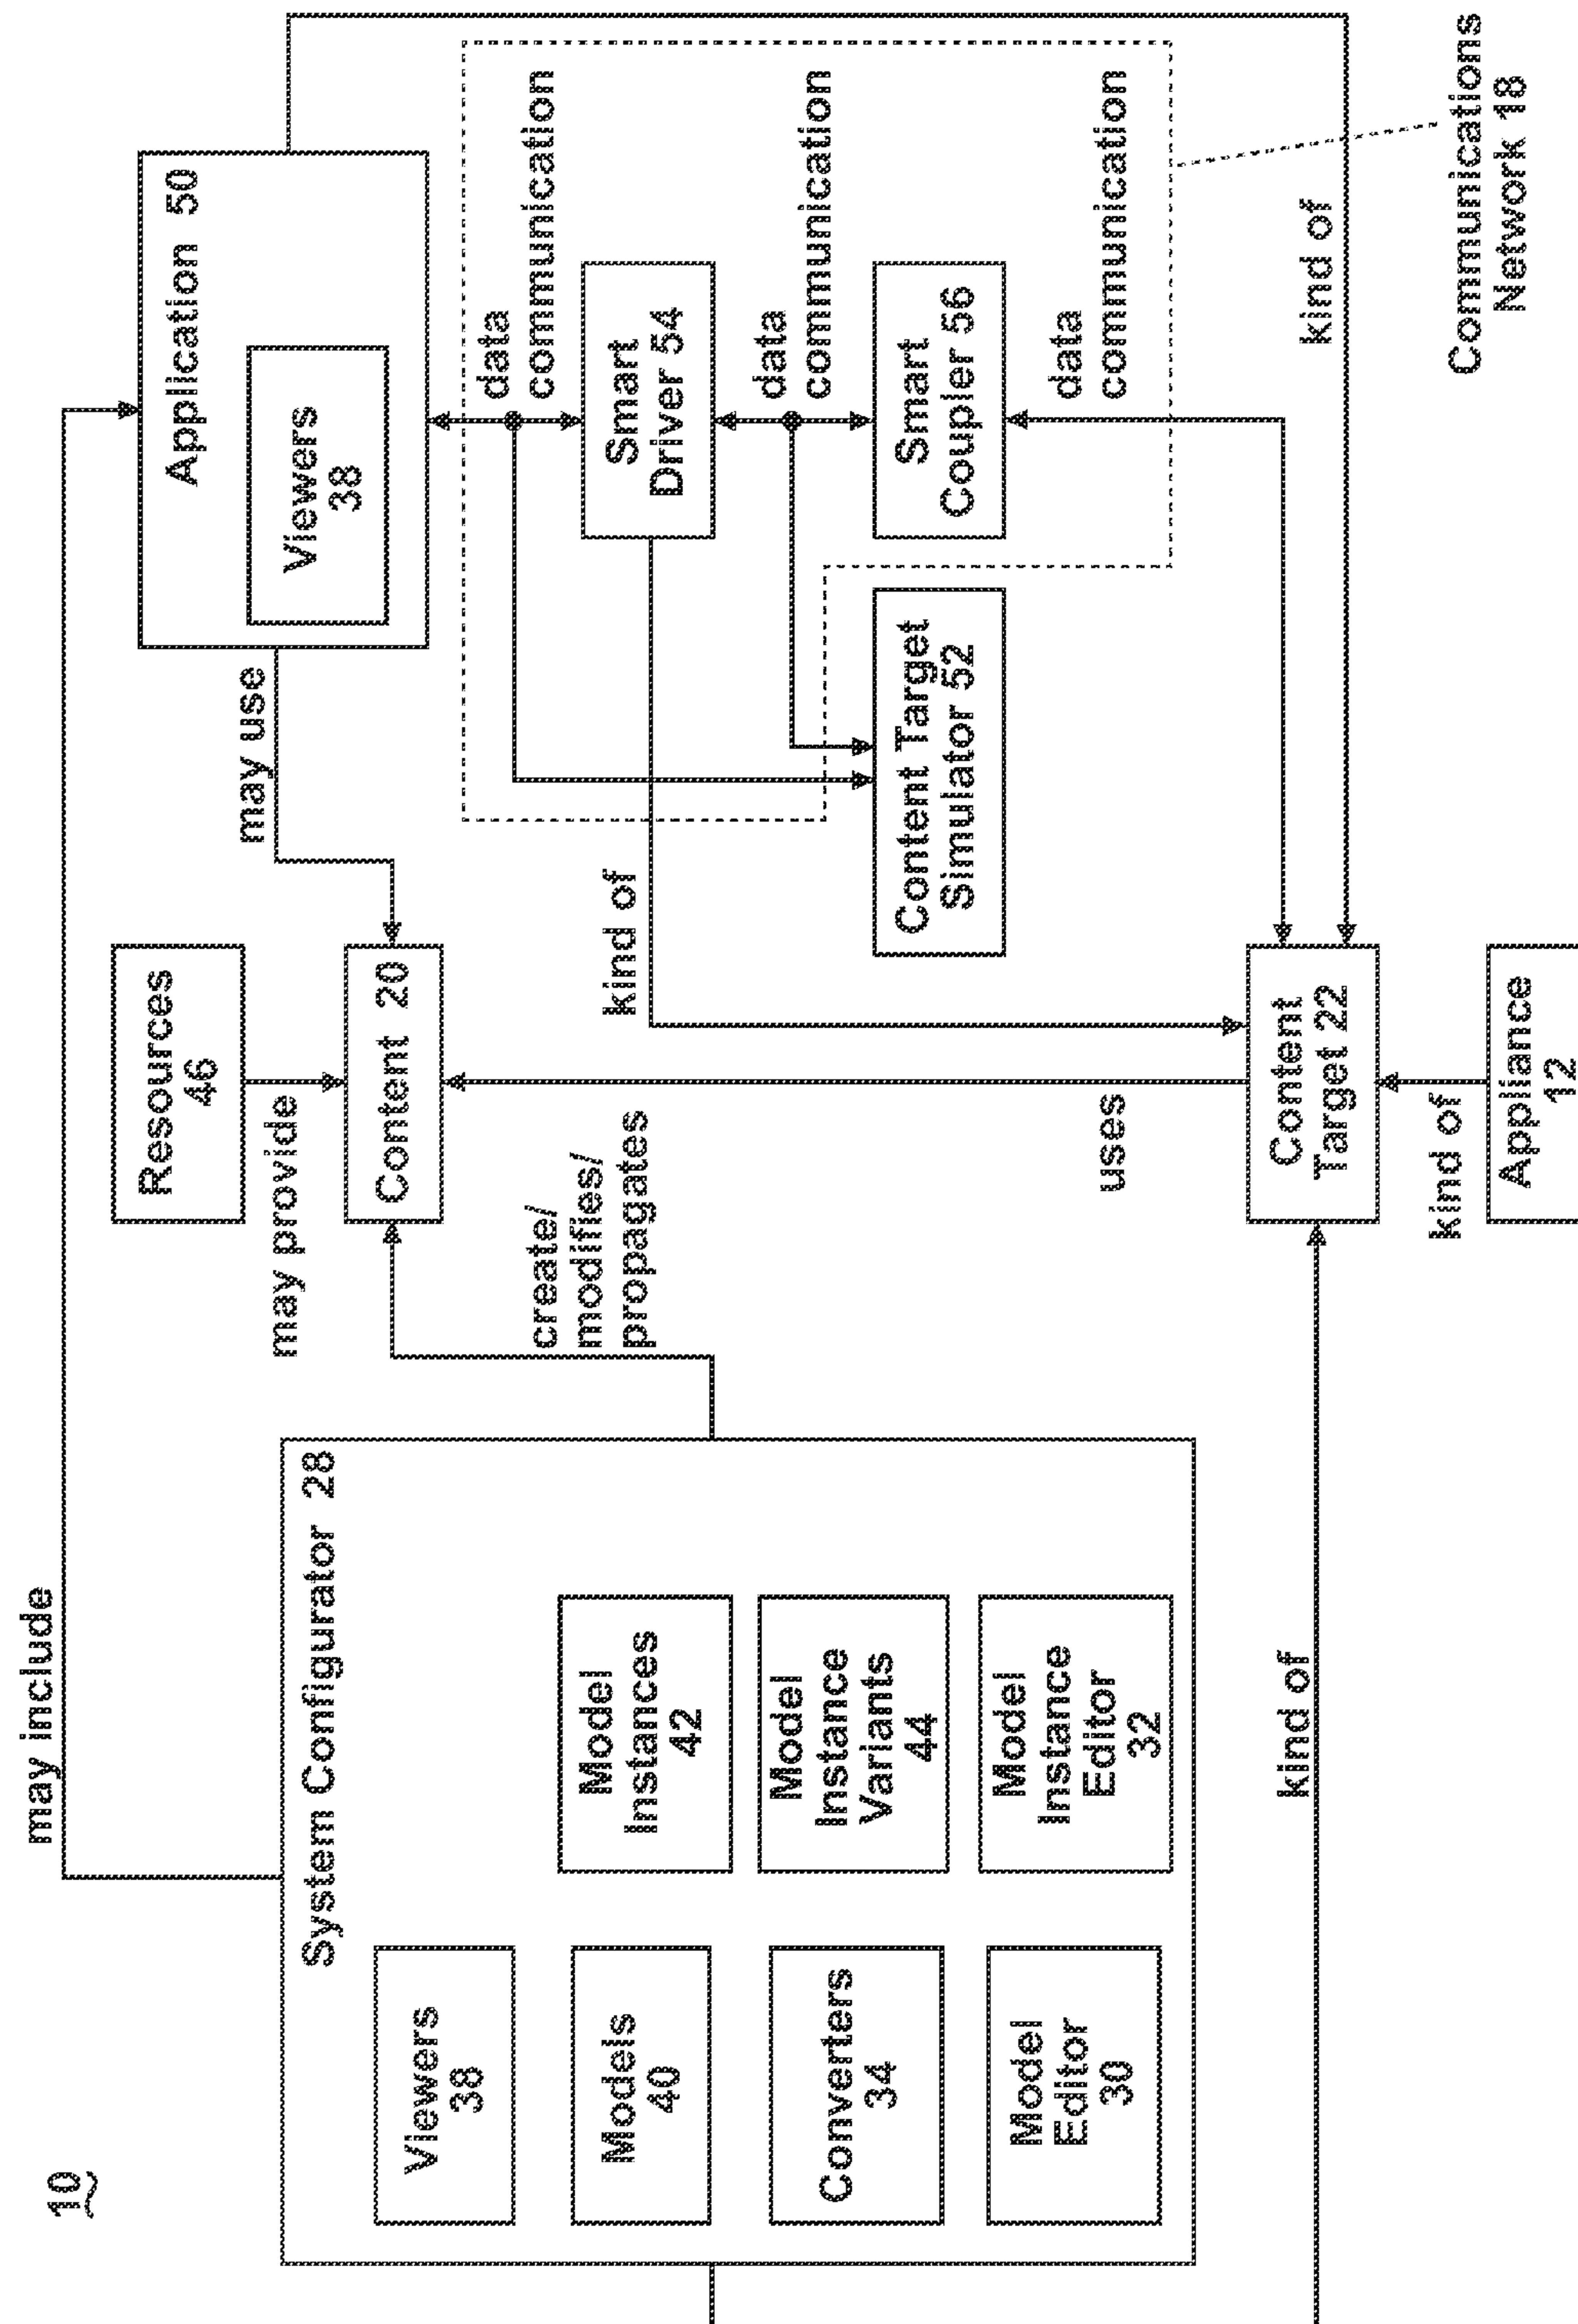 10
may include
System Configurator 28
Viewers
38
Models
40
Converters
34
Model
Editor
30
Model
Instances
42
Model
Instance
Variants
44
Model
Instance
Editor
32
kind of
create/
modifies/
propagates
may provide
Resources
46
Content 20
uses
Content
Target 22
kind of
Appliance
12
may use
kind of
Content Target
Simulator 52
Application 50
Viewers
38
data
communication
Smart
Driver 54
data
communication
Smart
Coupler 56
data
communication
kind of
Communications
Network 18